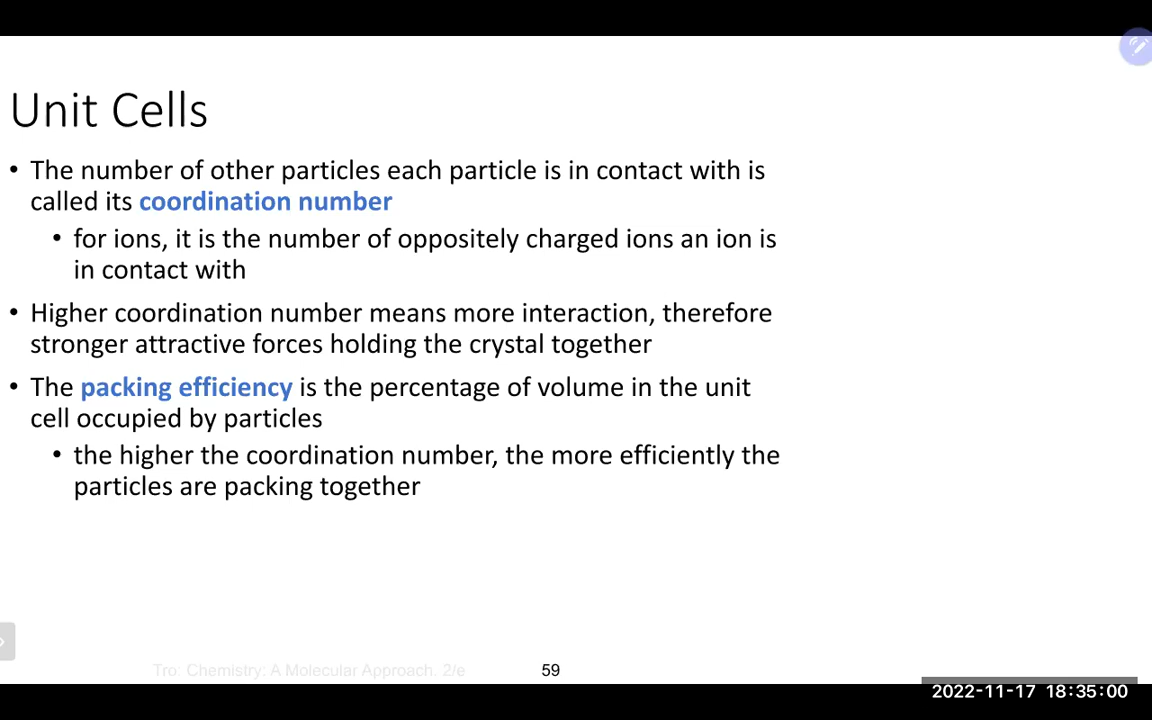 Unit Cells
• The number of other particles each particle is in contact with is
called its coordination number
• for ions, it is the number of oppositely charged ions an ion is
in contact with
• Higher coordination number means more interaction, therefore
stronger attractive forces holding the crystal together
• The packing efficiency is the percentage of volume in the unit
cell occupied by particles
• the higher the coordination number, the more efficiently the
particles are packing together
Tro: Chemistry: A Molecular Approach, 2/e
59
2022-11-17 18:35:00